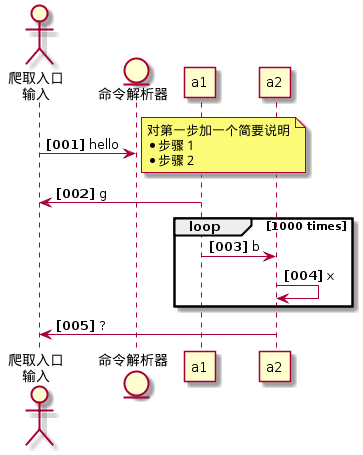 爬取入口
输入
命令解析器
a1
a2
对第一步加一个简要说明
•步骤 1
•步骤 2
[001] hello
[002] g
loop
[1000 times]
[003] b
[004] x
[005] ?
爬取入口
输入
命令解析器
a1
a2